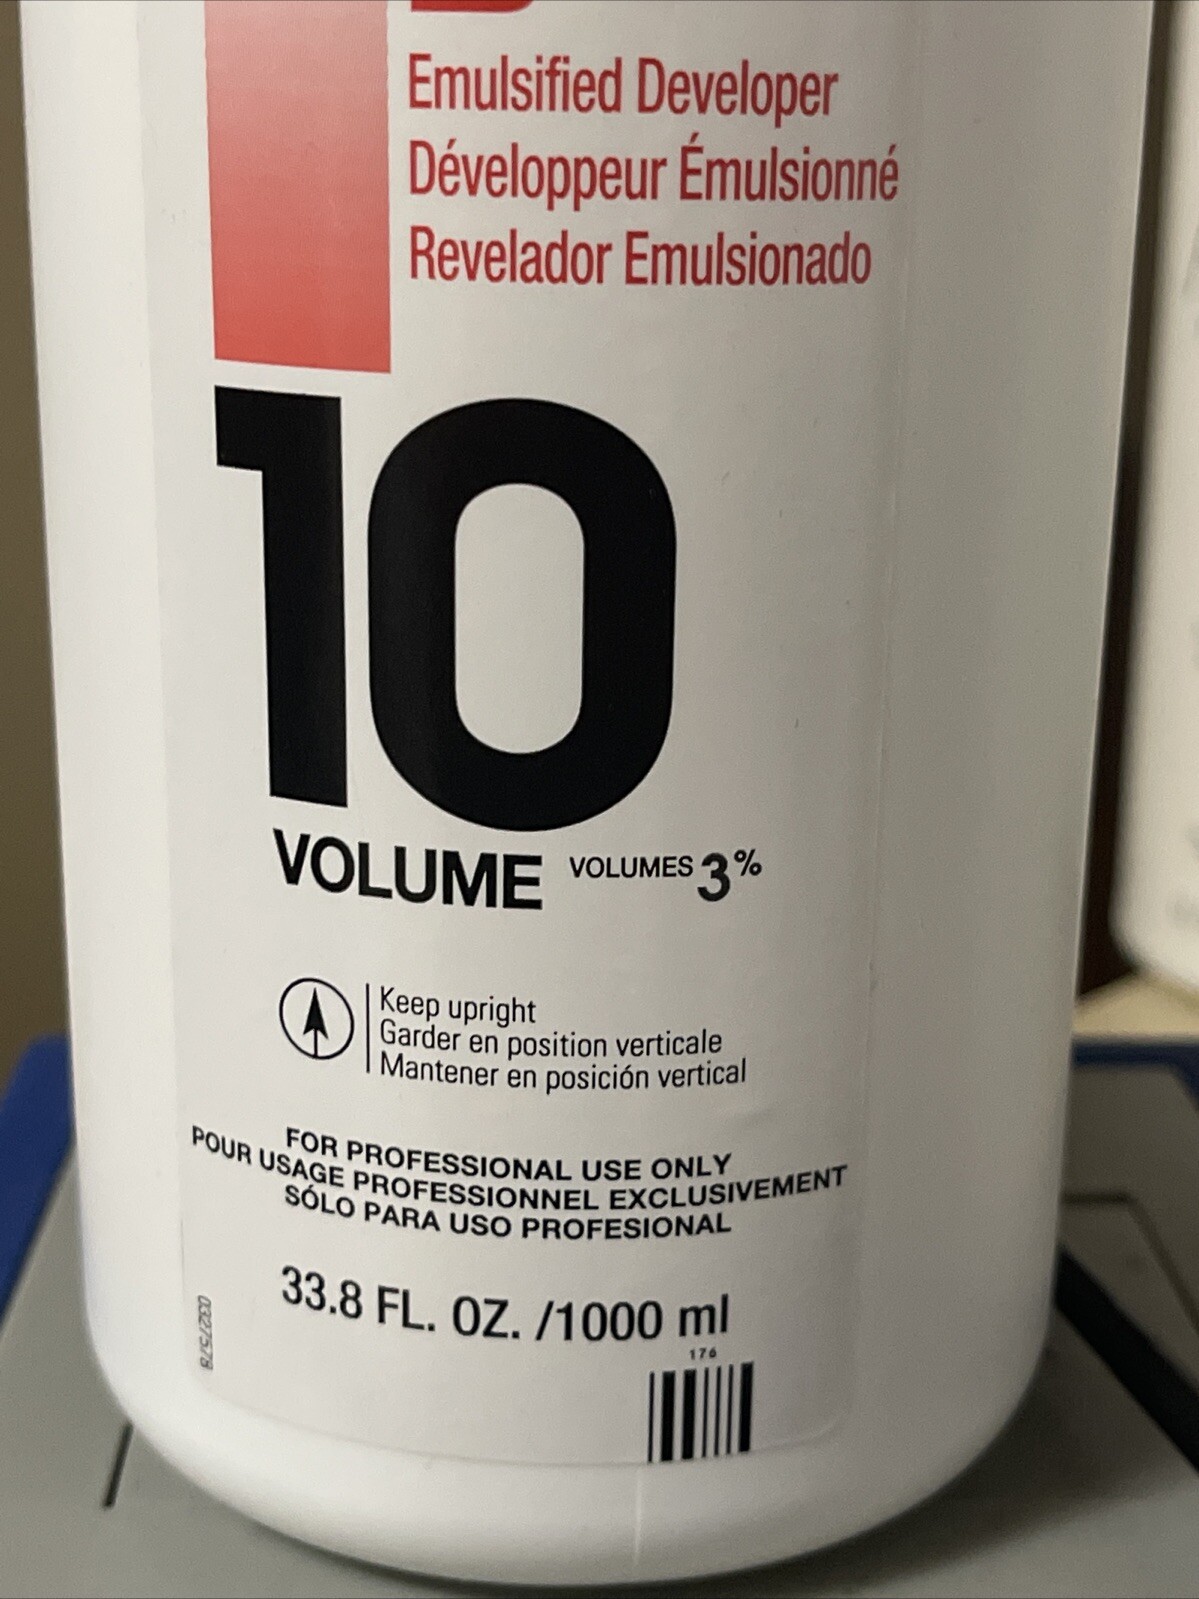 Emulsified Developer
Développeur Émulsionné
Revelador Emulsionado
10
VOLUME VOLUMES 3%
Keep upright
Garder en position verticale
Mantener en posición vertical
FOR PROFESSIONAL USE ONLY
POUR USAGE PROFESSIONNEL EXCLUSIVEMENT
SÓLO PARA USO PROFESIONAL
33.8 FL. OZ. /1000 ml
176
0327578